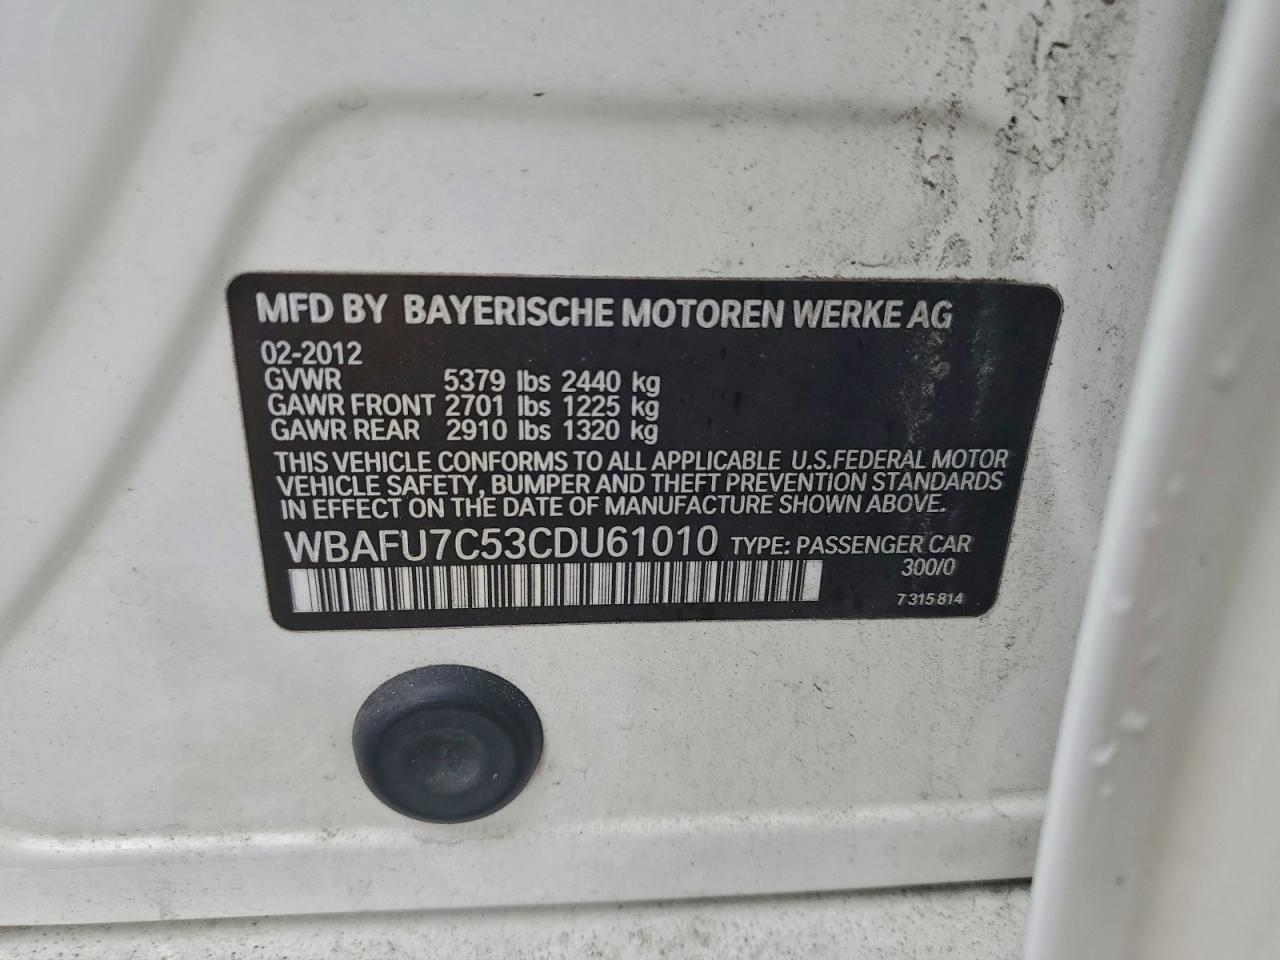 MFD BY BAYERISCHE MOTOREN WERKE AG
02-2012
GVWR 5379 lbs 2440 kg
GAWR FRONT 2701 lbs 1225 kg
GAWR REAR 2910 lbs 1320 kg
THIS VEHICLE CONFORMS TO ALL APPLICABLE U.S.FEDERAL MOTOR
VEHICLE SAFETY, BUMPER AND THEFT PREVENTION STANDARDS
IN EFFECT ON THE DATE OF MANUFACTURE SHOWN ABOVE.
WBAFU7C53CDU61010 TYPE: PASSENGER CAR
300/0
7 315 814